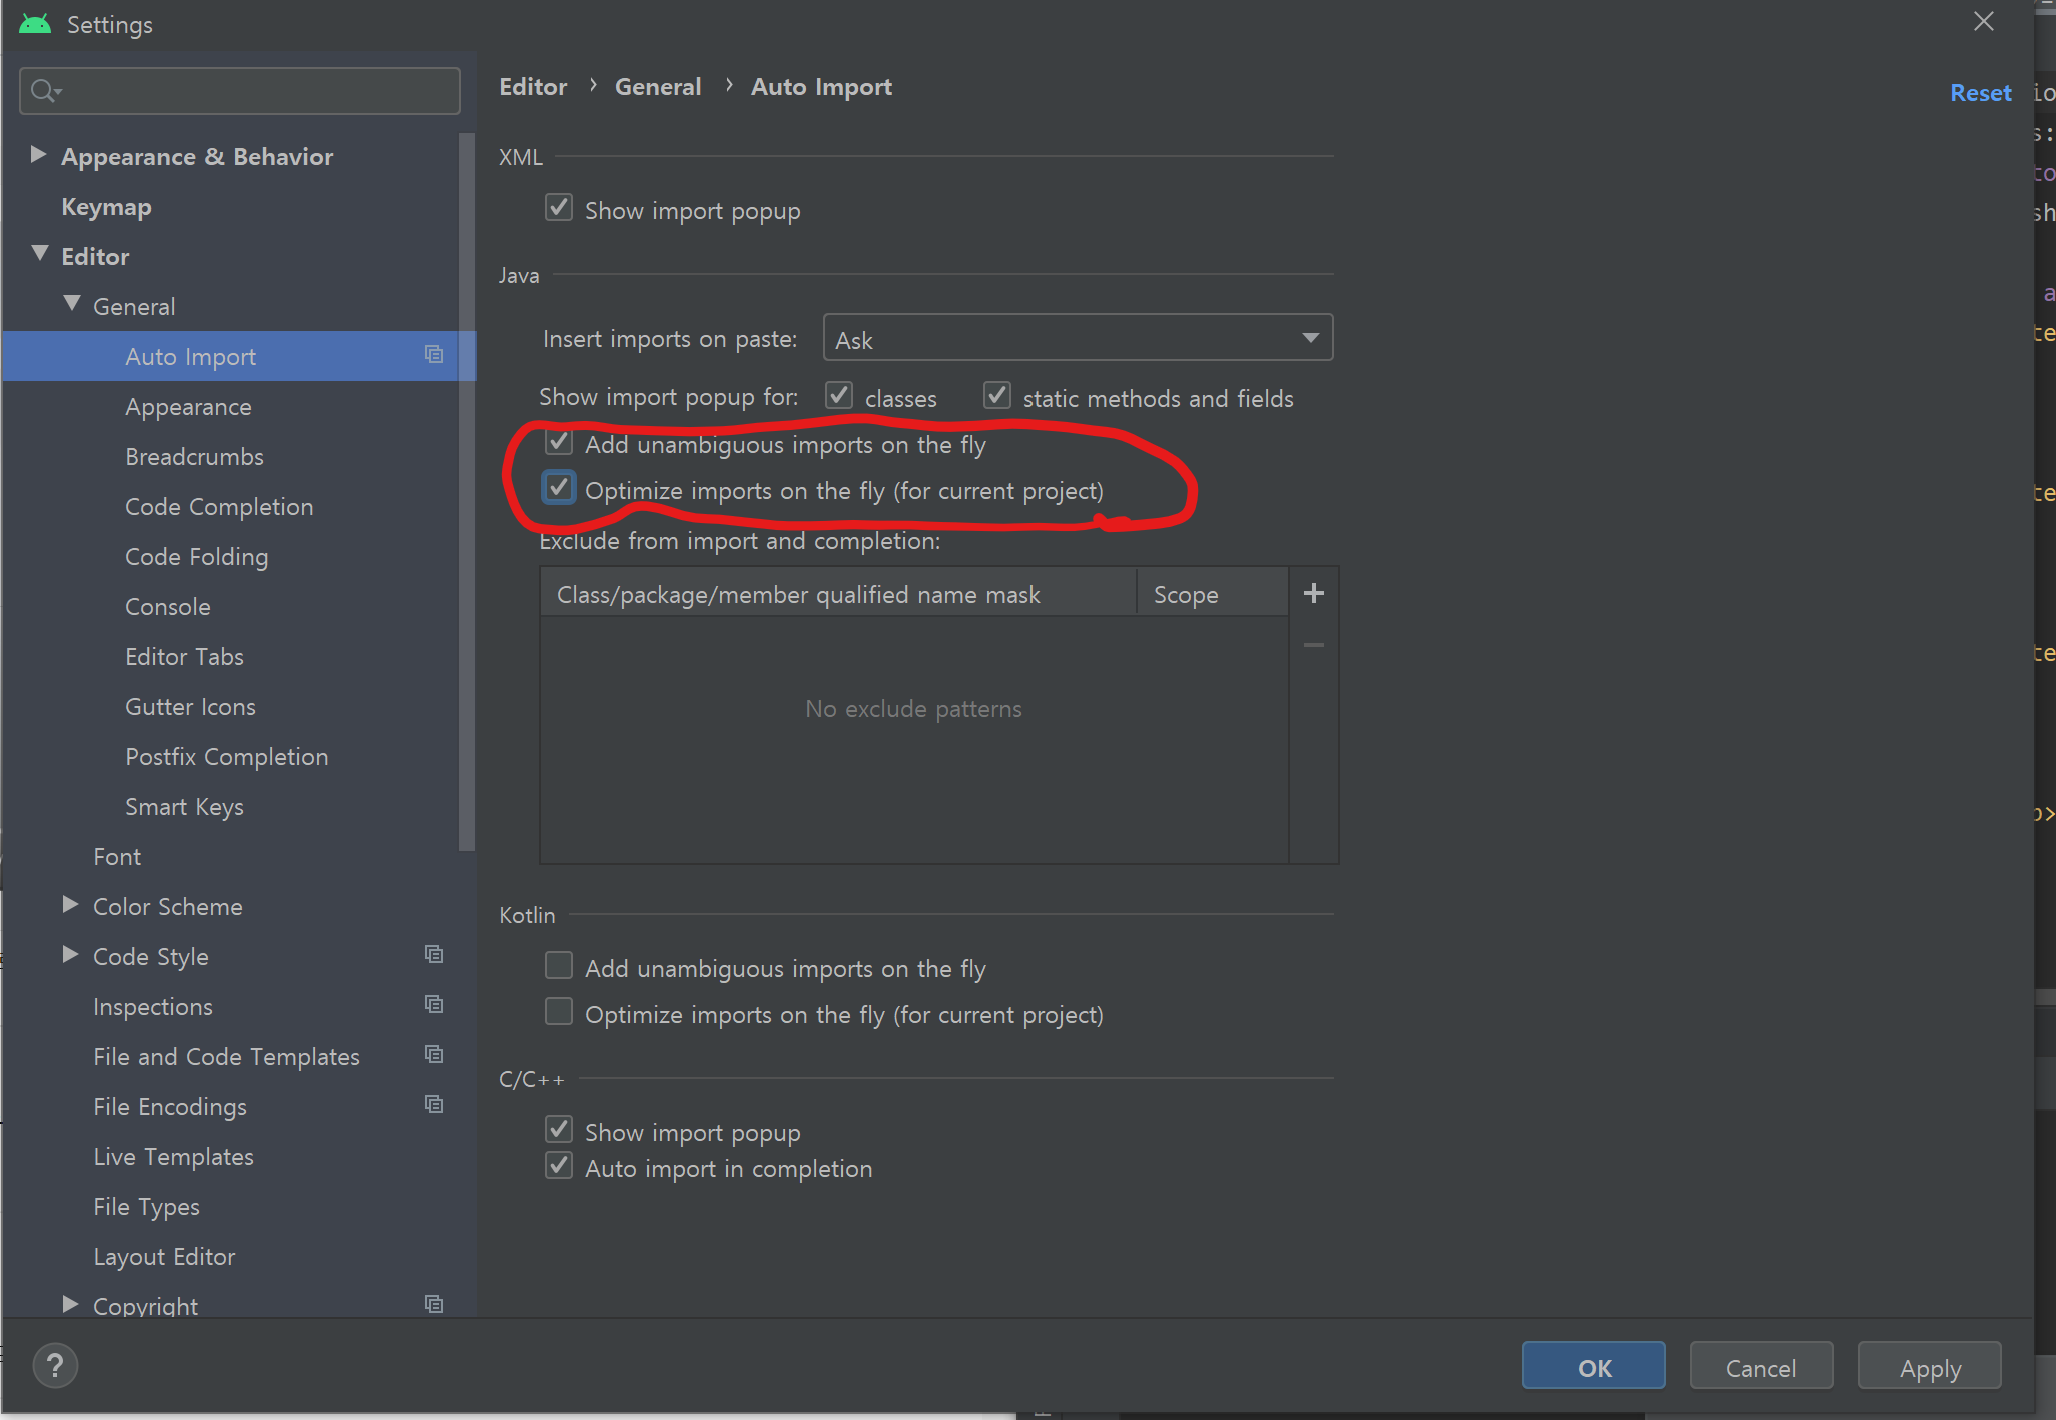 Settings
Reset
Appearance & Behavior
Keymap
Editor
General
Auto Import
Appearance
Breadcrumbs
Code Completion
Code Folding
Console
Editor Tabs
Gutter Icons
Postfix Completion
Smart Keys
Font
Color Scheme
Code Style
Inspections
File and Code Templates
File Encodings
Live Templates
File Types
Layout Editor
Copyright
Editor › General › Auto Import
XML
Show import popup
Java
Insert imports on paste: Ask
Show import popup for: classes static methods and fields
Add unambiguous imports on the fly
Optimize imports on the fly (for current project)
Exclude from import and completion:
Class/package/member qualified name mask Scope
No exclude patterns
Kotlin
Add unambiguous imports on the fly
Optimize imports on the fly (for current project)
C/C++
Show import popup
Auto import in completion
? OK Cancel Apply